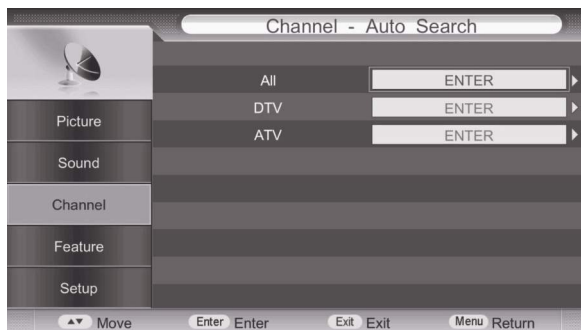 Channel - Auto Search
All ENTER
DTV ENTER
ATV ENTER
Picture
Sound
Channel
Feature
Setup
Move Enter Enter Exit Exit Menu Return